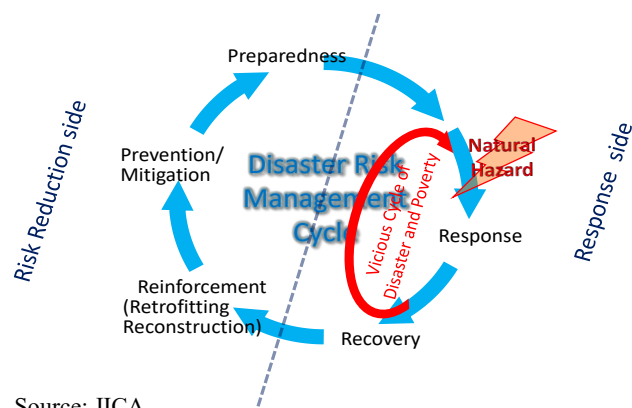 Preparedness
Risk Reduction side
Prevention/
Mitigation
Disaster Risk
Management
Cycle
Vicious Cycle of
Disaster and Poverty
Natural
Hazard
Response side
Response
Reinforcement
(Retrofitting
Reconstruction)
Recovery
Source: JICA